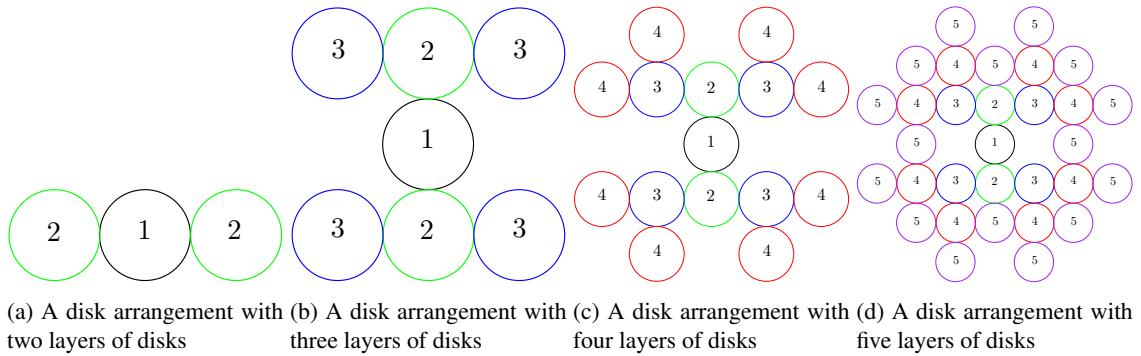 2 1 2
(a) A disk arrangement with
two layers of disks
3 2 3
1
3 2 3
(b) A disk arrangement with
three layers of disks
4 4
4 3 2 3 4
1
4 3 2 3 4
4 4
(c) A disk arrangement with
four layers of disks
5 5
5 4 5 4 5
5 4 3 2 3 4 5
5 1 5
5 4 3 2 3 4 5
5 4 5 4 5
5 5
(d) A disk arrangement with
five layers of disks